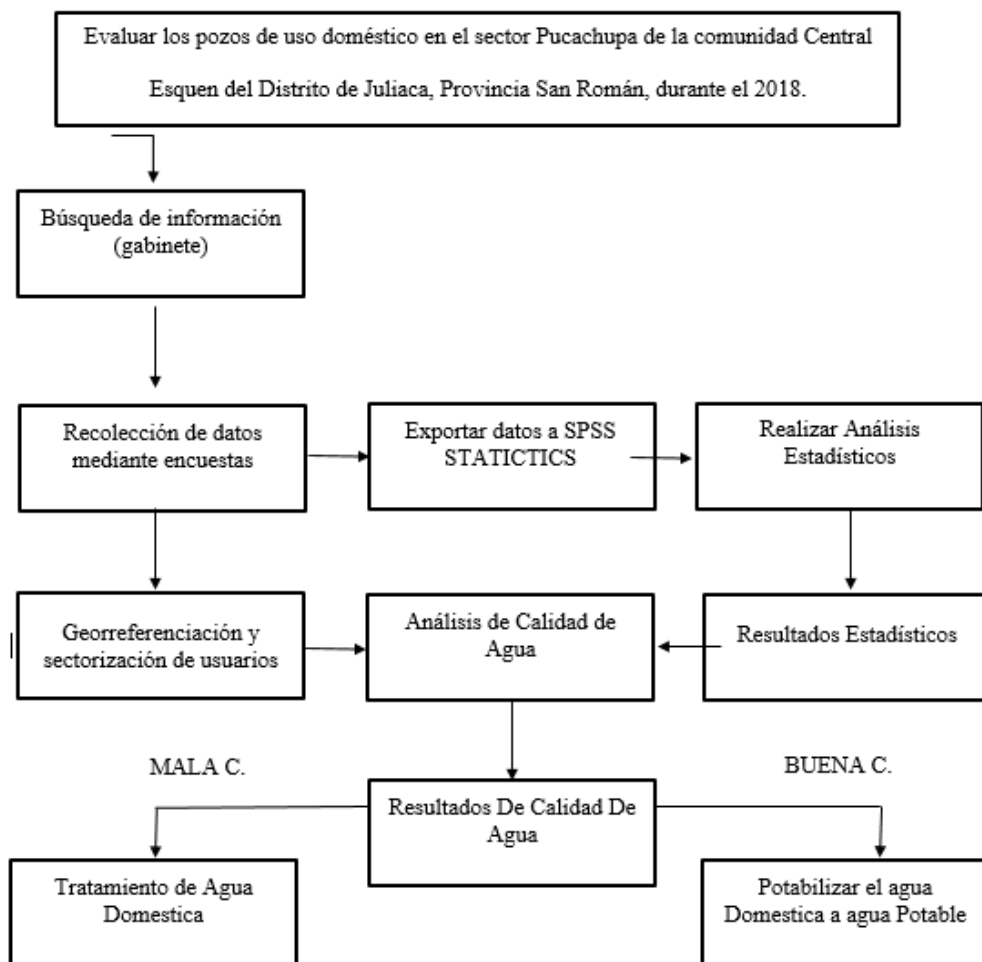 Evaluar los pozos de uso doméstico en el sector Pucachupa de la comunidad Central
Esquen del Distrito de Juliaca, Provincia San Román, durante el 2018.
Búsqueda de información
(gabinete)
Recolección de datos
mediante encuestas
Exportar datos a SPSS
STATICTICS
Realizar Análisis
Estadísticos
Georreferenciación y
sectorización de usuarios
Análisis de Calidad de
Agua
Resultados Estadísticos
MALA C.
BUENA C.
Resultados De Calidad De
Agua
Tratamiento de Agua
Domestica
Potabilizar el agua
Domestica a agua Potable